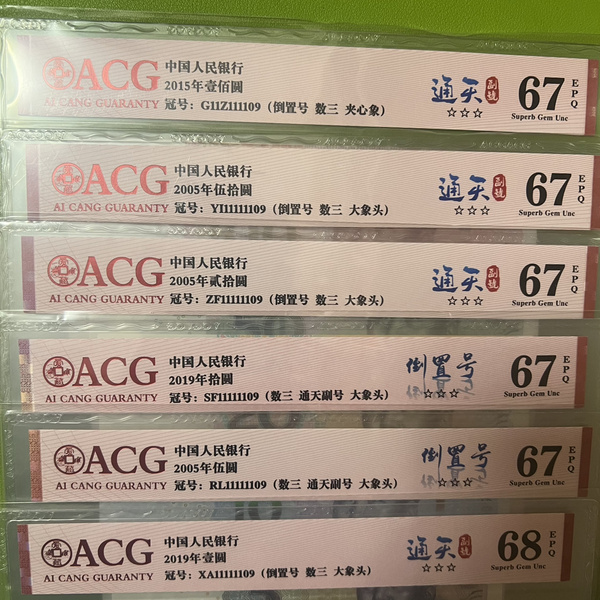 ACG
AI CANG GUARANTY
中国人民银行
2015年壹佰圆
冠号：G11Z111109（倒置号 数三 夹心象）
通天 副號
☆☆☆
67 EPQ
Superb Gem Unc
ACG
AI CANG GUARANTY
中国人民银行
2005年伍拾圆
冠号：YI11111109（倒置号 数三 大象头）
通天 副號
☆☆☆
67 EPQ
Superb Gem Unc
ACG
AI CANG GUARANTY
中国人民银行
2005年贰拾圆
冠号：ZF11111109（倒置号 数三 大象头）
通天 副號
☆☆☆
67 EPQ
Superb Gem Unc
ACG
AI CANG GUARANTY
中国人民银行
2019年拾圆
冠号：SF11111109（数三 通天副号 大象头）
倒置号
☆☆☆
67 EPQ
Superb Gem Unc
ACG
AI CANG GUARANTY
中国人民银行
2005年伍圆
冠号：RL11111109（数三 通天副号 大象头）
倒置号
☆☆☆
67 EPQ
Superb Gem Unc
ACG
AI CANG GUARANTY
中国人民银行
2019年壹圆
冠号：XA11111109（倒置号 数三 大象头）
通天 副號
☆☆☆
68 EPQ
Superb Gem Unc